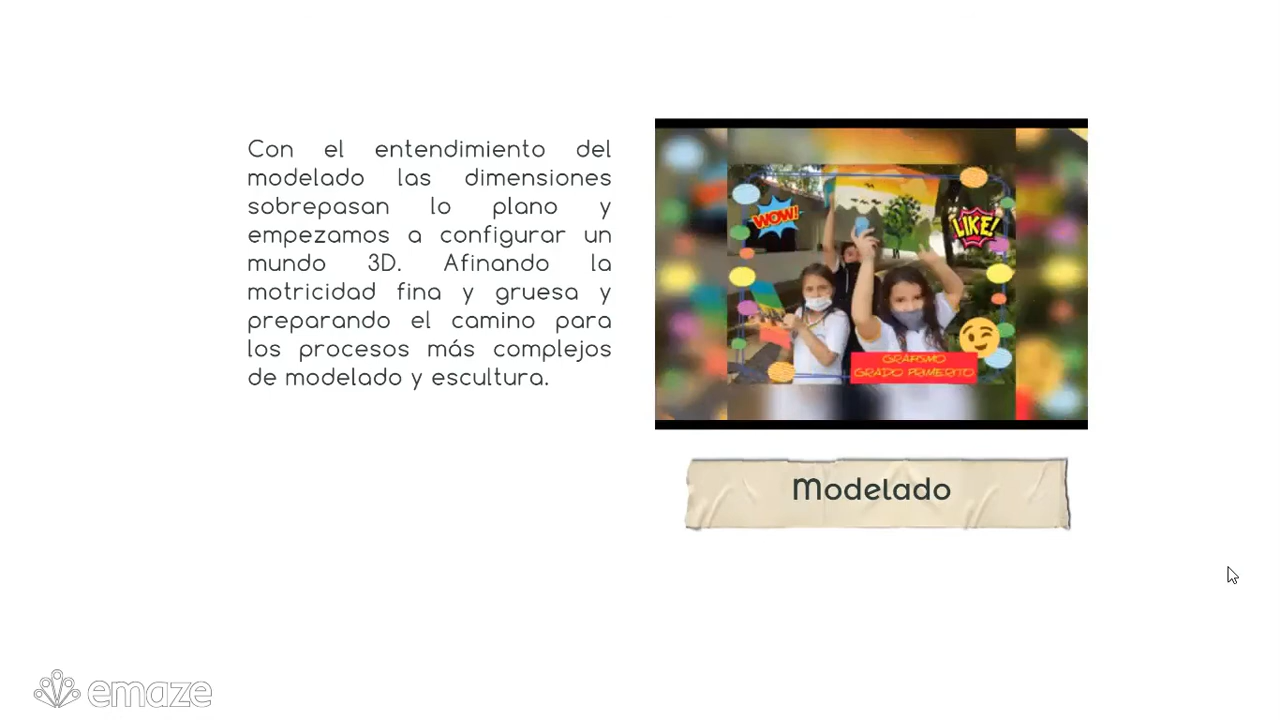 Con el entendimiento del
modelado las dimensiones
sobrepasan lo plano y
empezamos a configurar un
mundo 3D. Afinando la
motricidad fina y gruesa y
preparando el camino para
los procesos más complejos
de modelado y escultura.
WOW!
LIKE!
GRAFISMO
GRADO PRIMERITO
Modelado
emaze